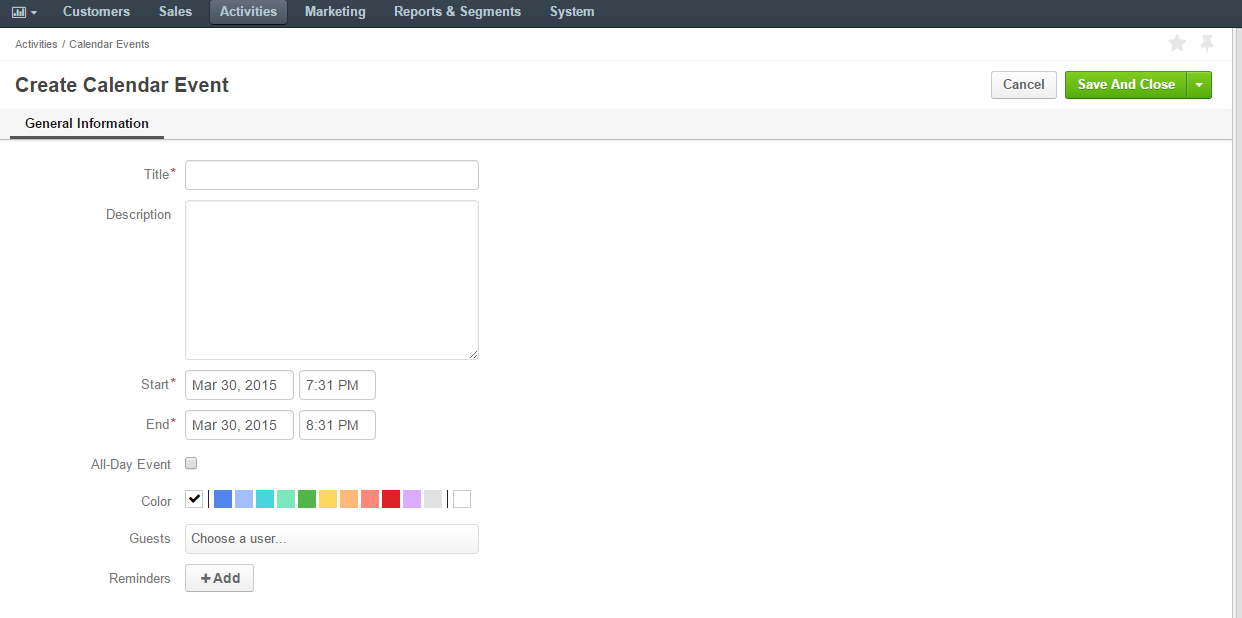 Customers Sales Activities Marketing Reports & Segments System
Activities / Calendar Events
Create Calendar Event
Cancel
Save And Close
General Information
Title*
Description
Start* Mar 30, 2015 7:31 PM
End* Mar 30, 2015 8:31 PM
All-Day Event
Color
Guests Choose a user...
Reminders +Add